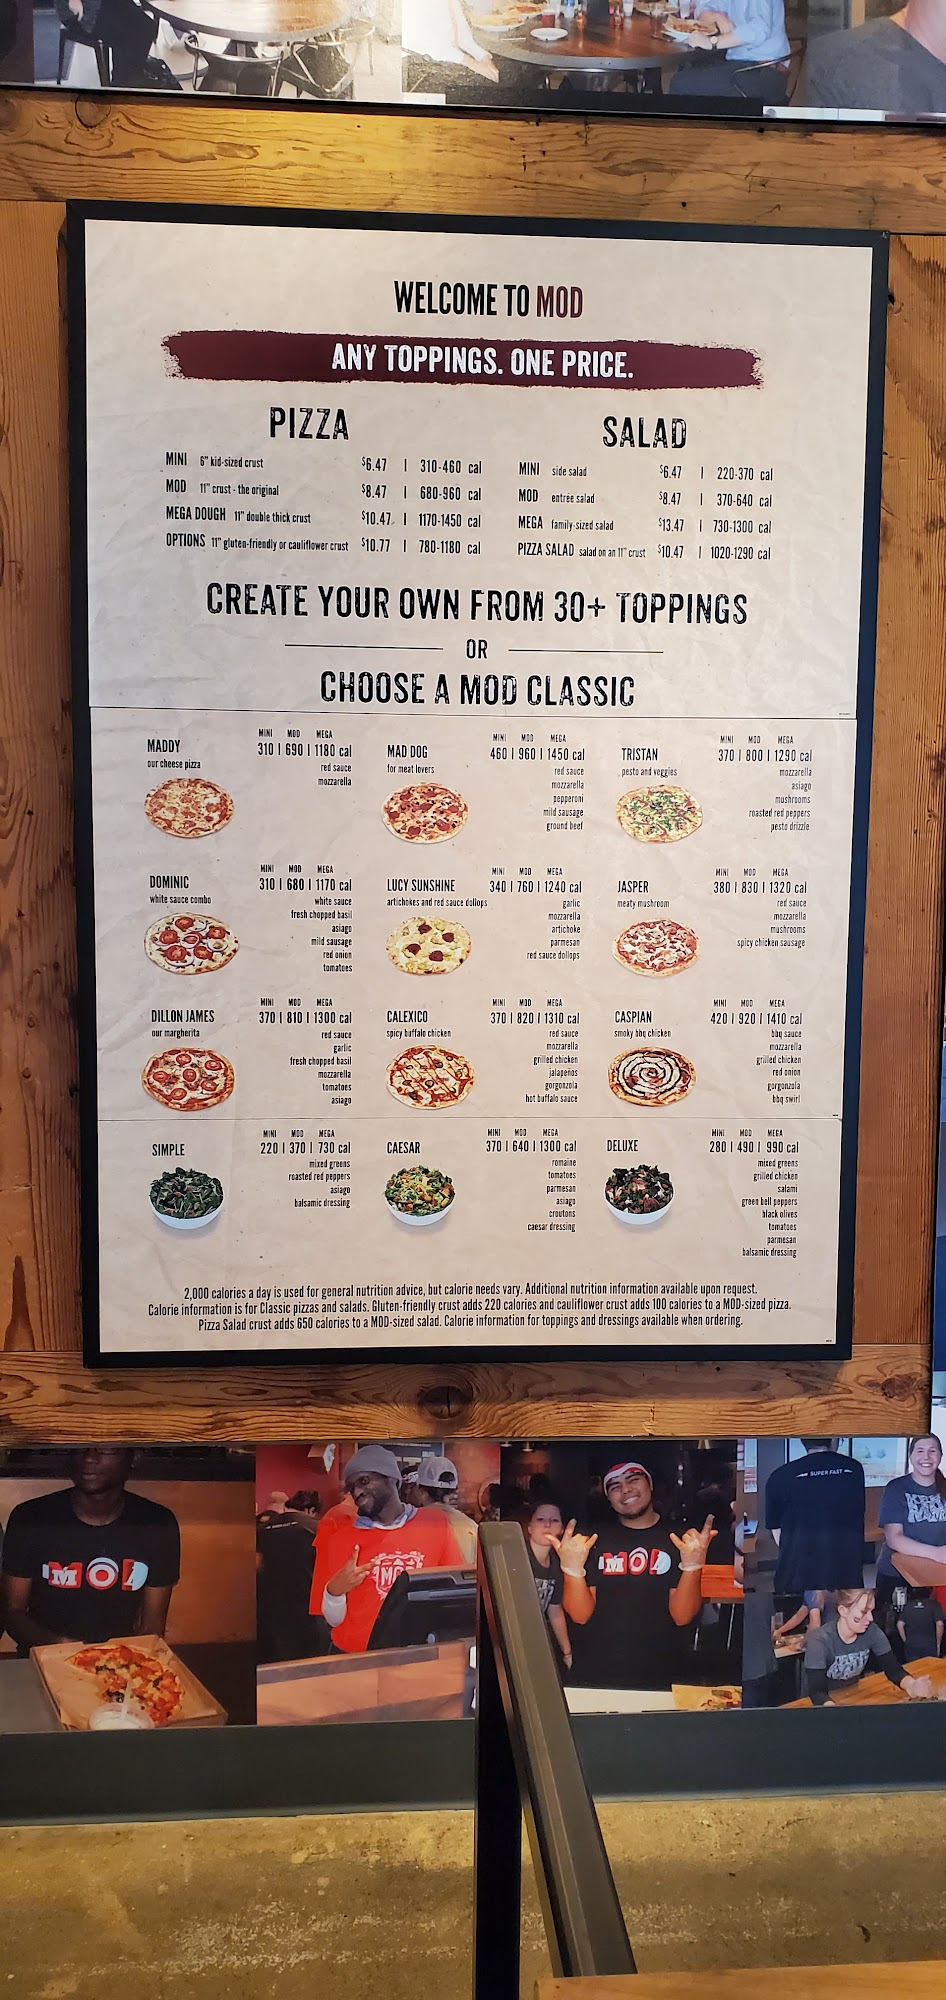 WELCOME TO MOD
ANY TOPPINGS. ONE PRICE.
PIZZA
MINI 6" kid-sized crust $6.47 | 310-460 cal
MOD 11" crust - the original $8.47 | 680-960 cal
MEGA DOUGH 11" double thick crust $10.47 | 1170-1450 cal
OPTIONS 11" gluten-friendly or cauliflower crust $10.77 | 780-1180 cal
SALAD
MINI side salad $6.47 | 220-370 cal
MOD entrée salad $8.47 | 370-640 cal
MEGA family-sized salad $13.47 | 730-1300 cal
PIZZA SALAD salad on an 11" crust $10.47 | 1020-1290 cal
CREATE YOUR OWN FROM 30+ TOPPINGS
OR
CHOOSE A MOD CLASSIC
MADDY
our cheese pizza
MINI MOD MEGA
310 | 690 | 1180 cal
red sauce
mozzarella
MAD DOG
for meat lovers
MINI MOD MEGA
460 | 960 | 1450 cal
red sauce
mozzarella
pepperoni
mild sausage
ground beef
TRISTAN
pesto and veggies
MINI MOD MEGA
370 | 800 | 1290 cal
mozzarella
asiago
mushrooms
roasted red peppers
pesto drizzle
DOMINIC
white sauce combo
MINI MOD MEGA
310 | 680 | 1170 cal
white sauce
fresh chopped basil
asiago
mild sausage
red onion
tomatoes
LUCY SUNSHINE
artichokes and red sauce dollops
MINI MOD MEGA
340 | 760 | 1240 cal
garlic
mozzarella
artichoke
parmesan
red sauce dollops
JASPER
meaty mushroom
MINI MOD MEGA
380 | 830 | 1320 cal
red sauce
mozzarella
mushrooms
spicy chicken sausage
DILLON JAMES
our margherita
MINI MOD MEGA
370 | 810 | 1300 cal
red sauce
garlic
fresh chopped basil
mozzarella
tomatoes
asiago
CALEXICO
spicy buffalo chicken
MINI MOD MEGA
370 | 820 | 1310 cal
red sauce
mozzarella
grilled chicken
jalapeños
gorgonzola
hot buffalo sauce
CASPIAN
smoky bbq chicken
MINI MOD MEGA
420 | 920 | 1410 cal
bbq sauce
mozzarella
grilled chicken
red onion
gorgonzola
bbq swirl
SIMPLE
MINI MOD MEGA
220 | 370 | 730 cal
mixed greens
roasted red peppers
asiago
balsamic dressing
CAESAR
MINI MOD MEGA
370 | 640 | 1300 cal
romaine
tomatoes
parmesan
asiago
croutons
caesar dressing
DELUXE
MINI MOD MEGA
280 | 490 | 990 cal
mixed greens
grilled chicken
salami
green bell peppers
black olives
tomatoes
parmesan
balsamic dressing
2,000 calories a day is used for general nutrition advice, but calorie needs vary. Additional nutrition information available upon request.
Calorie information is for Classic pizzas and salads. Gluten-friendly crust adds 220 calories and cauliflower crust adds 100 calories to a MOD-sized pizza.
Pizza Salad crust adds 650 calories to a MOD-sized salad. Calorie information for toppings and dressings available when ordering.
MOD
MOD
SUPER FAST